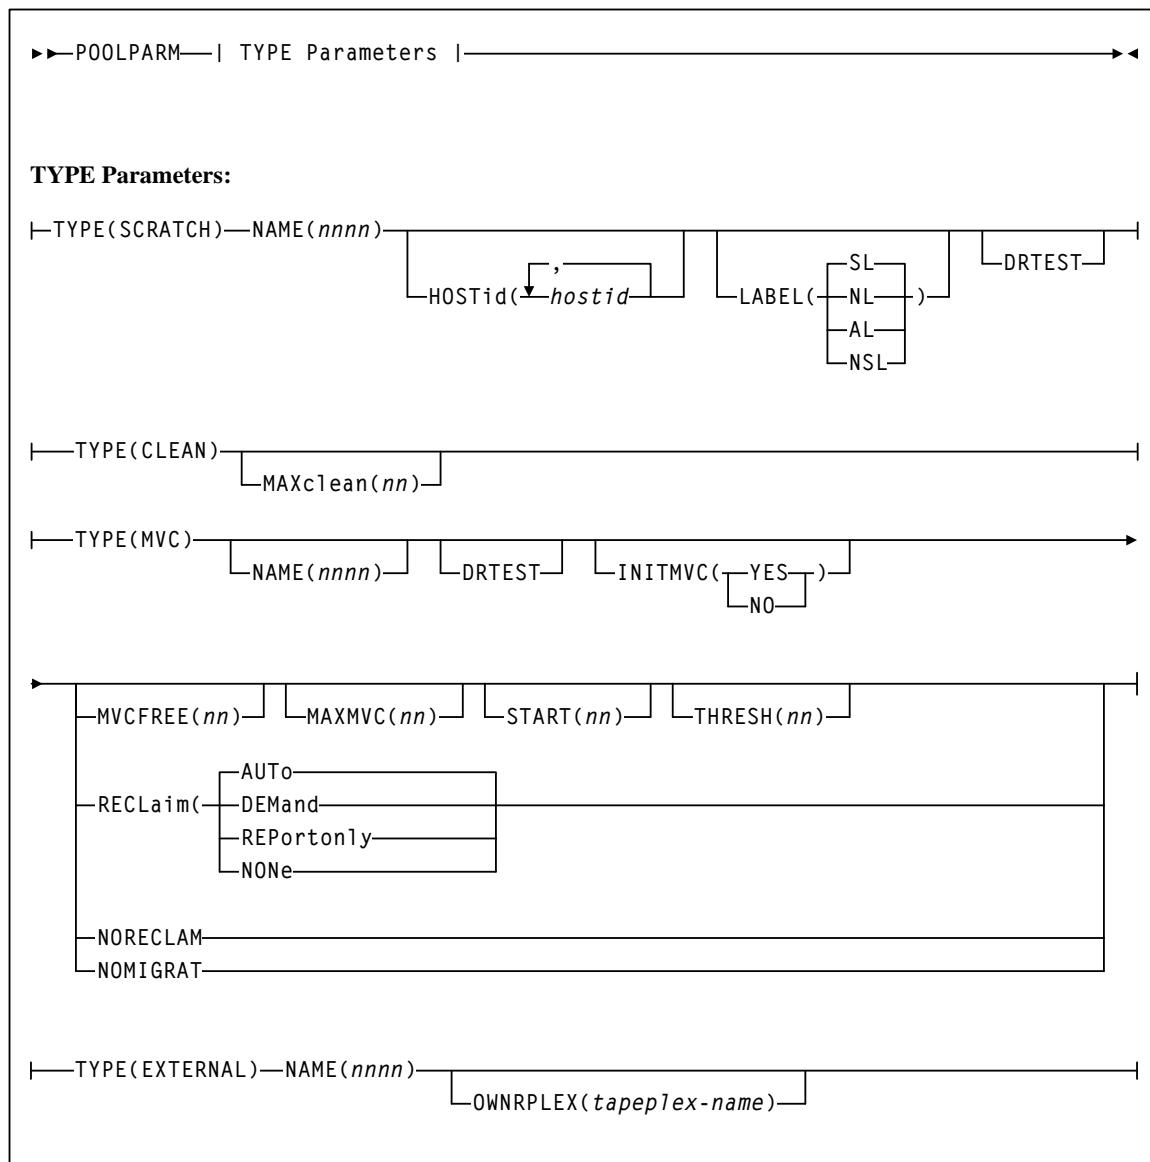 POOLPARM | TYPE Parameters |
TYPE Parameters:
TYPE(SCRATCH) NAME(nnnn)
,
HOSTid( hostid
SL
LABEL( NL )
AL
NSL
DRTEST
TYPE(CLEAN)
MAXclean(nn)
TYPE(MVC)
NAME(nnnn) DRTEST INITMVC( YES )
NO
MVCFREE(nn) MAXMVC(nn) START(nn) THRESH(nn)
AUTo
RECLaim( DEMand
REPortonly
NONe
NORECLAM
NOMIGRAT
TYPE(EXTERNAL) NAME(nnnn)
OWNRPLEX(tapeplex-name)